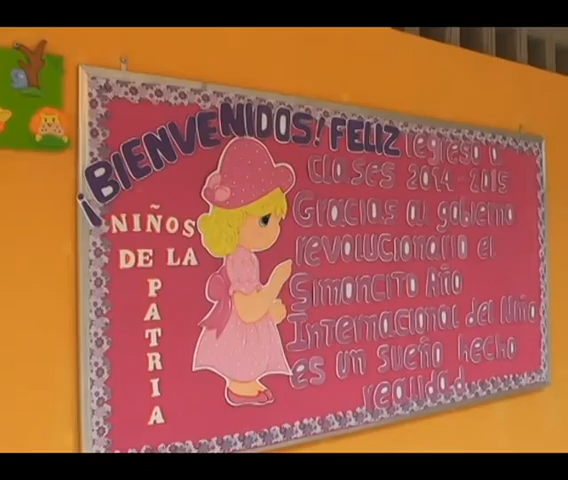 ¡BIENVENIDOS! FELIZ regreso a
clases 2014-2015
Gracias al gobierno
revolucionario el
Simoncito Año
Internacional del Niño
es un sueño hecho
realidad.
NIÑOS
DE LA
PATRIA